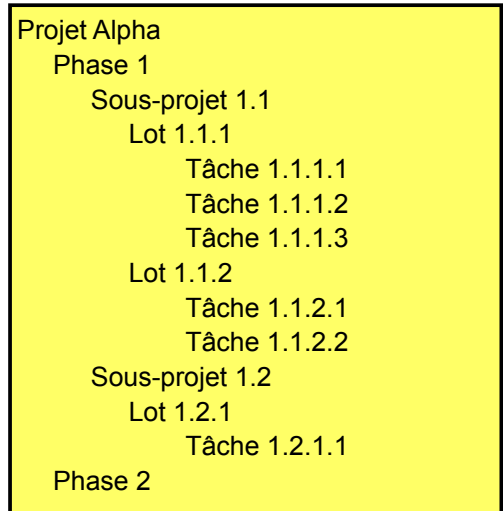 Projet Alpha
Phase 1
Sous-projet 1.1
Lot 1.1.1
Tâche 1.1.1.1
Tâche 1.1.1.2
Tâche 1.1.1.3
Lot 1.1.2
Tâche 1.1.2.1
Tâche 1.1.2.2
Sous-projet 1.2
Lot 1.2.1
Tâche 1.2.1.1
Phase 2